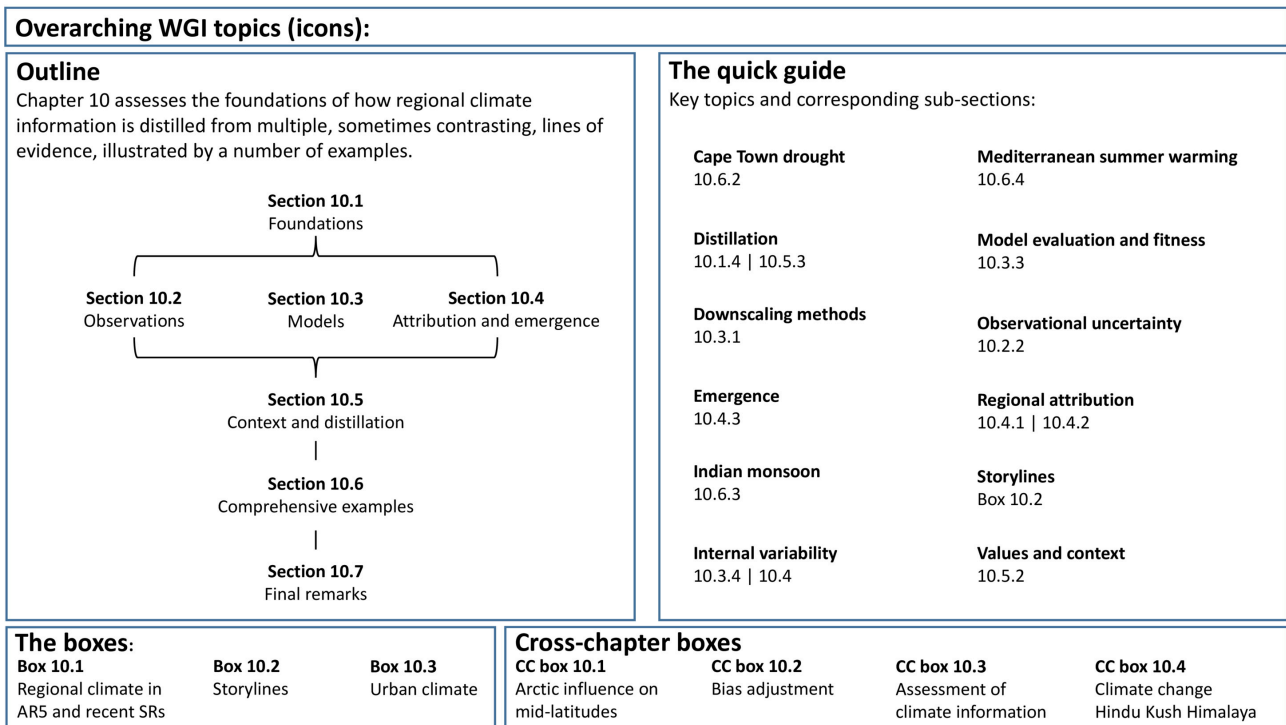 Overarching WGI topics (icons):
Outline
Chapter 10 assesses the foundations of how regional climate
information is distilled from multiple, sometimes contrasting, lines of
evidence, illustrated by a number of examples.
Section 10.1
Foundations
Section 10.2
Observations
Section 10.3
Models
Section 10.4
Attribution and emergence
Section 10.5
Context and distillation
Section 10.6
Comprehensive examples
Section 10.7
Final remarks
The quick guide
Key topics and corresponding sub-sections:
Cape Town drought
10.6.2
Distillation
10.1.4 | 10.5.3
Downscaling methods
10.3.1
Emergence
10.4.3
Indian monsoon
10.6.3
Internal variability
10.3.4 | 10.4
Mediterranean summer warming
10.6.4
Model evaluation and fitness
10.3.3
Observational uncertainty
10.2.2
Regional attribution
10.4.1 | 10.4.2
Storylines
Box 10.2
Values and context
10.5.2
The boxes:
Box 10.1
Regional climate in
AR5 and recent SRs
Box 10.2
Storylines
Box 10.3
Urban climate
Cross-chapter boxes
CC box 10.1
Arctic influence on
mid-latitudes
CC box 10.2
Bias adjustment
CC box 10.3
Assessment of
climate information
CC box 10.4
Climate change
Hindu Kush Himalaya